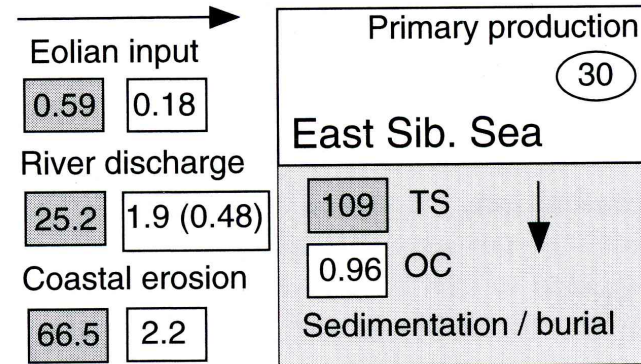 Eolian input
0.59 0.18
River discharge
25.2 1.9 (0.48)
Coastal erosion
66.5 2.2
Primary production
30
East Sib. Sea
109 TS
0.96 OC
Sedimentation / burial